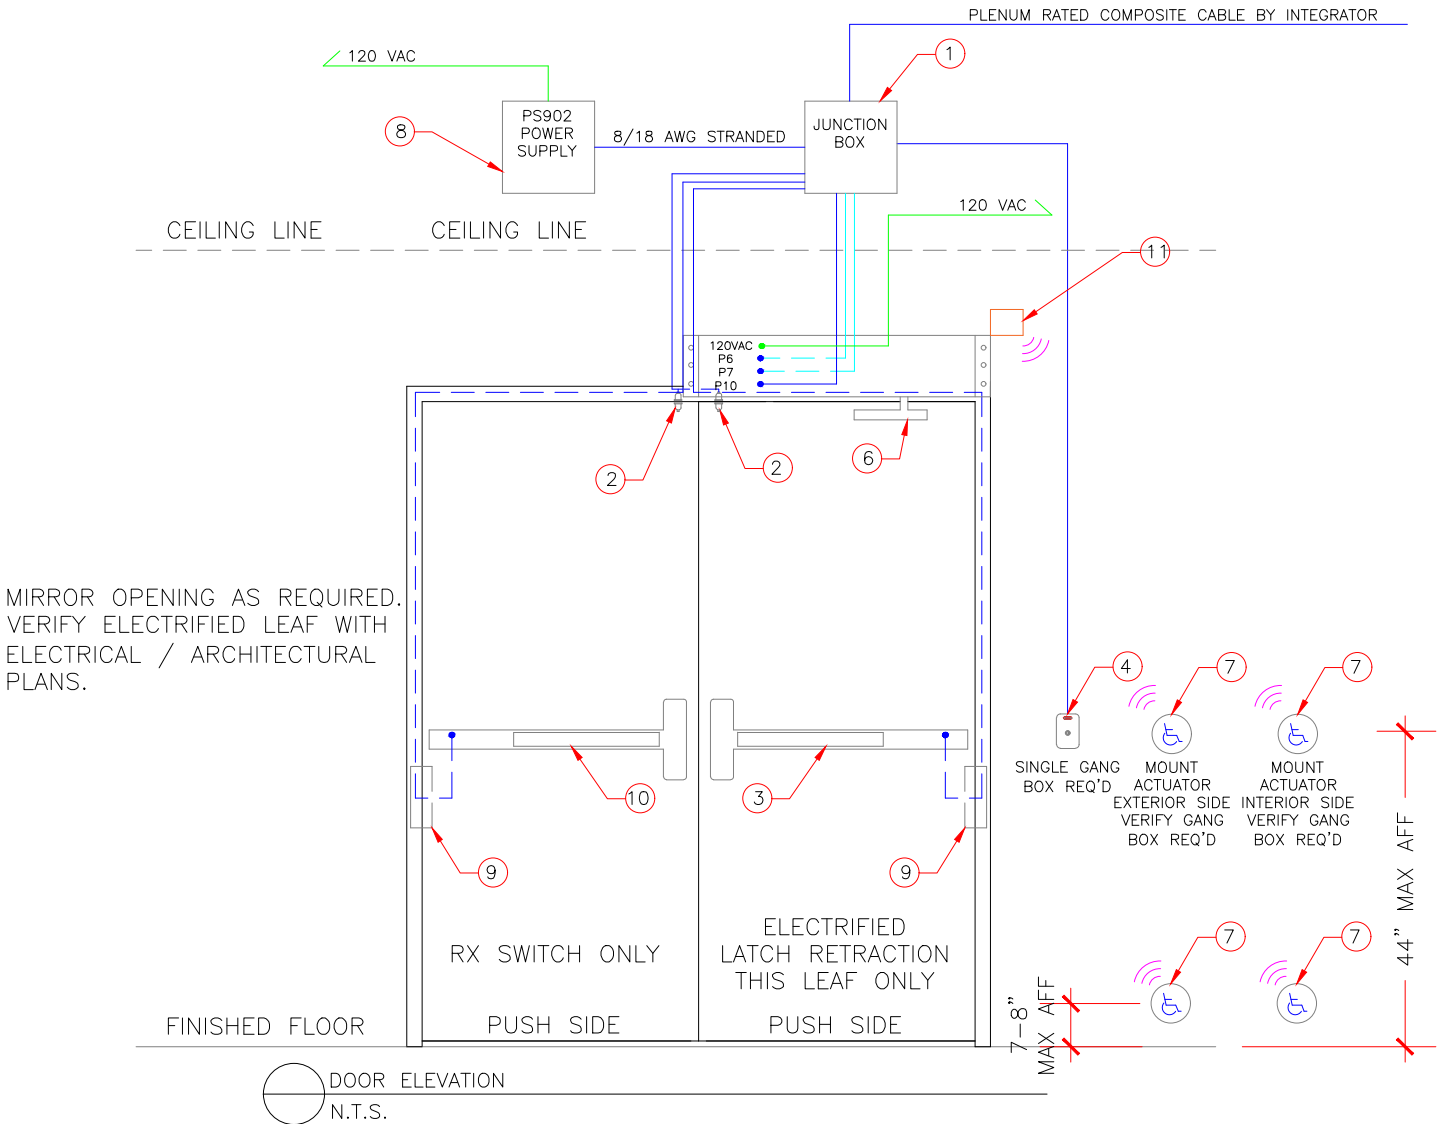 PLENUM RATED COMPOSITE CABLE BY INTEGRATOR
120 VAC
1
PS902
POWER
SUPPLY
8
8/18 AWG STRANDED
JUNCTION
BOX
120 VAC
CEILING LINE
CEILING LINE
11
120VAC
P6
P7
P10
2
2
6
MIRROR OPENING AS REQUIRED.
VERIFY ELECTRIFIED LEAF WITH
ELECTRICAL / ARCHITECTURAL
PLANS.
4
7
7
SINGLE GANG
BOX REQ'D
MOUNT
ACTUATOR
EXTERIOR SIDE
VERIFY GANG
BOX REQ'D
MOUNT
ACTUATOR
INTERIOR SIDE
VERIFY GANG
BOX REQ'D
10
3
9
9
44" MAX AFF
RX SWITCH ONLY
ELECTRIFIED
LATCH RETRACTION
THIS LEAF ONLY
7
7
7-8"
MAX AFF
FINISHED FLOOR
PUSH SIDE
PUSH SIDE
DOOR ELEVATION
N.T.S.